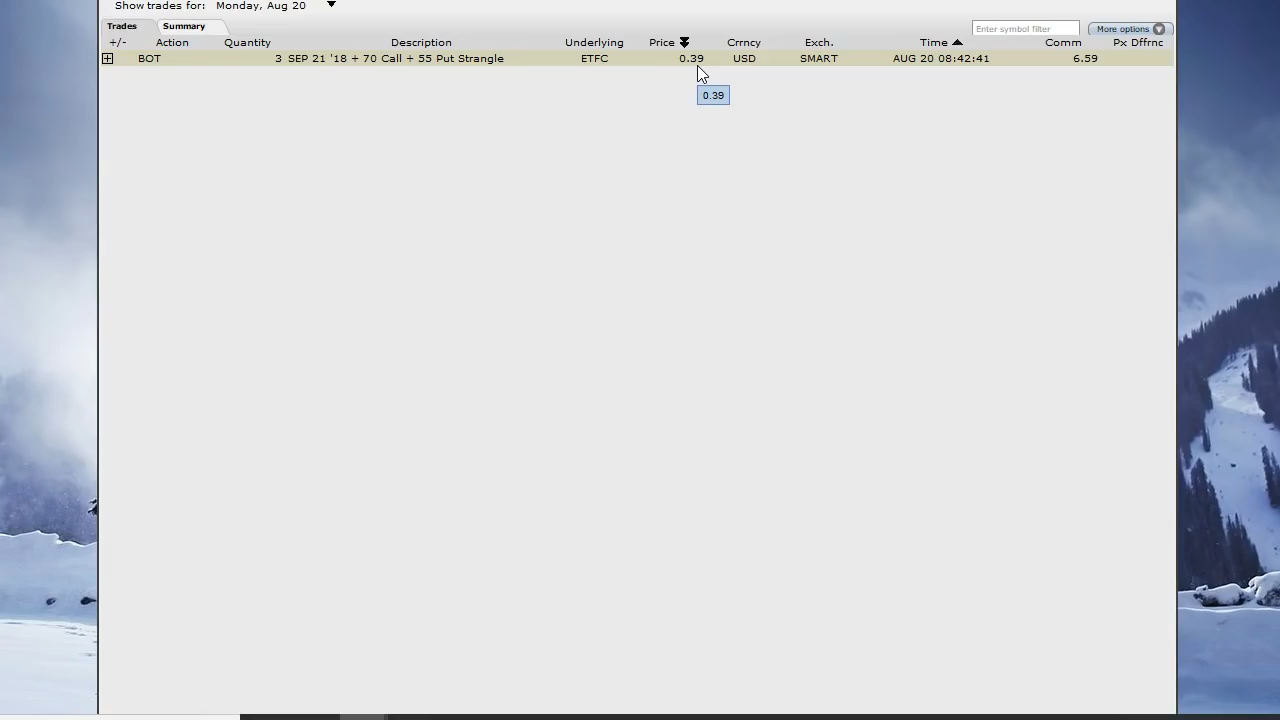 Show trades for: Monday, Aug 20
Trades Summary
Enter symbol filter More options
+/- Action Quantity Description Underlying Price Crrncy Exch. Time Comm Px Dffrnc
BOT 3 SEP 21 '18 + 70 Call + 55 Put Strangle ETFC 0.39 USD SMART AUG 20 08:42:41 6.59
0.39